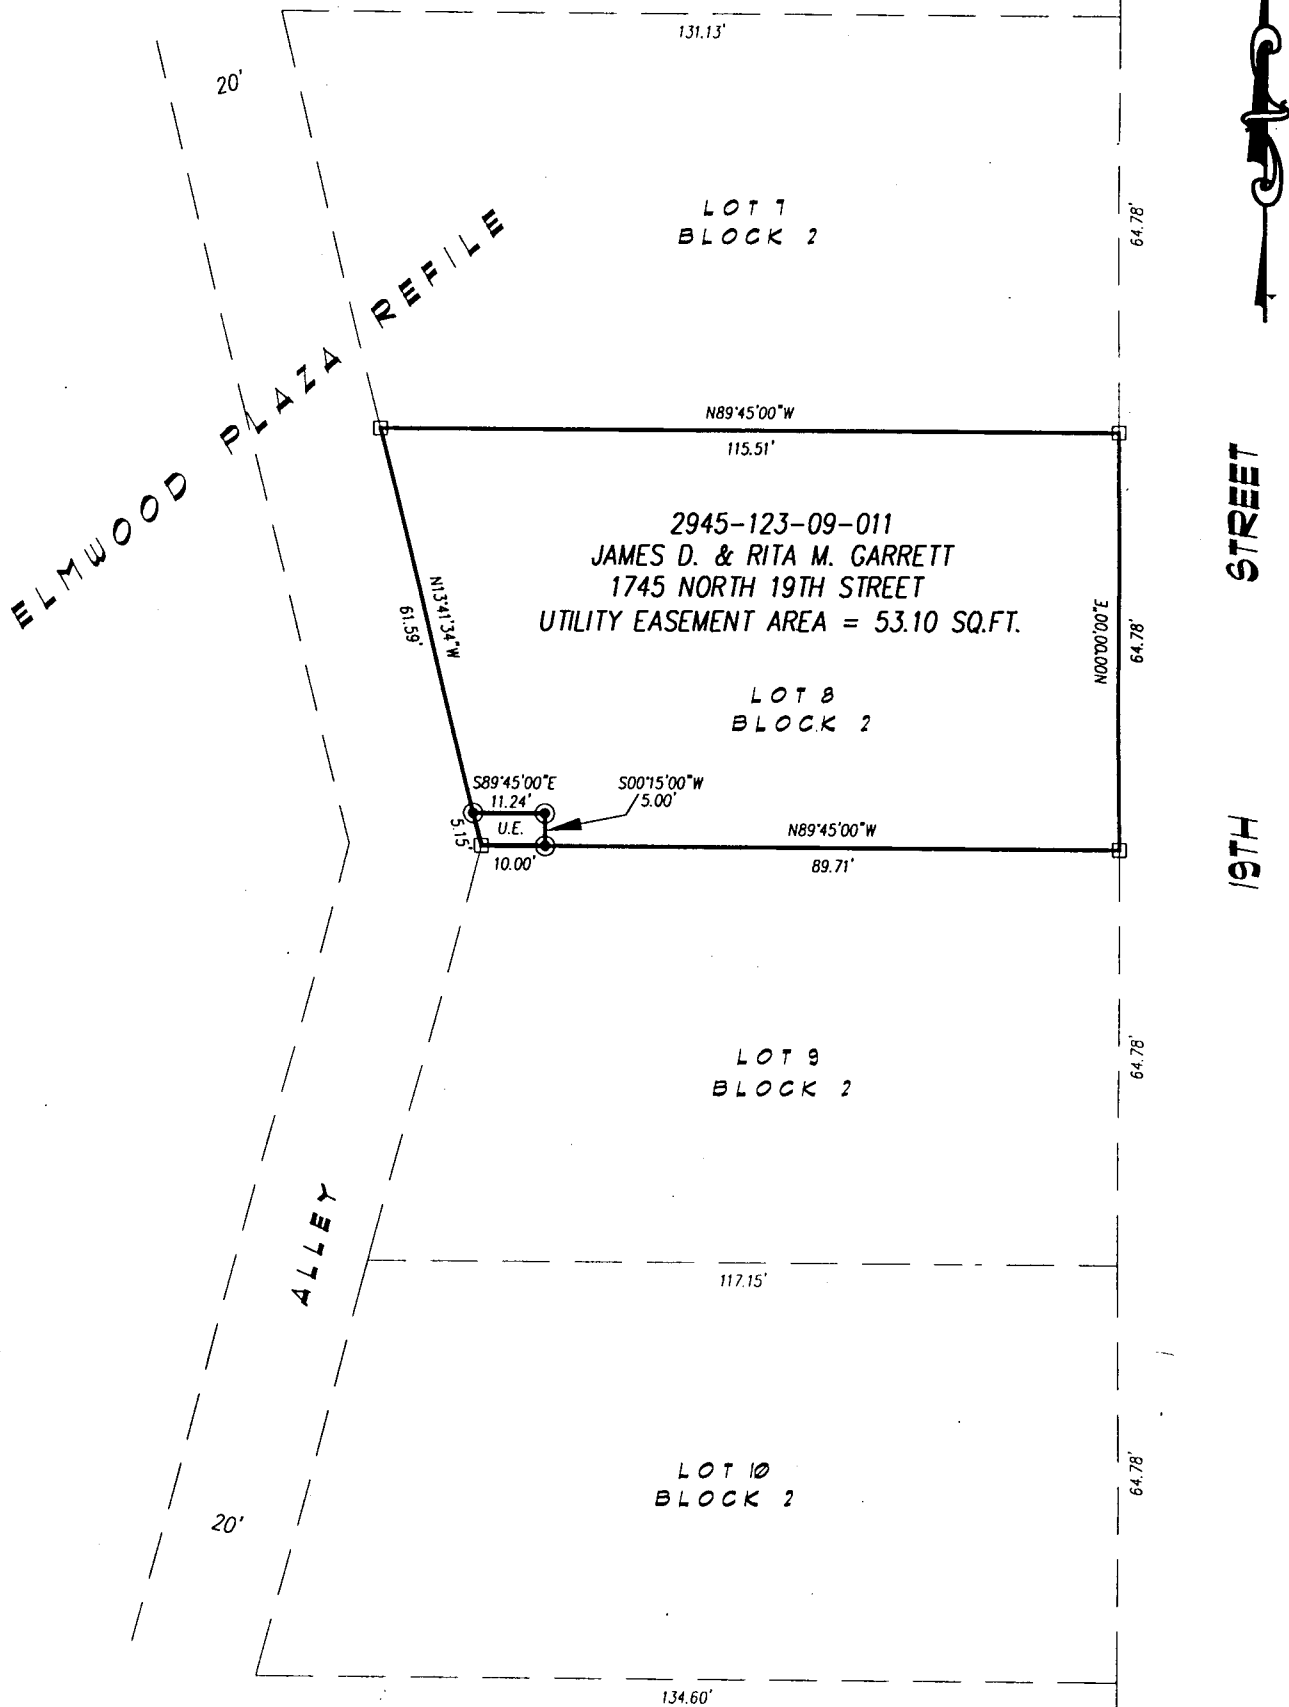 131.13'
20'
LOT 7
BLOCK 2
64.78'
ELMWOOD PLAZA REFILE
N89°45'00"W
115.51'
STREET
2945-123-09-011
JAMES D. & RITA M. GARRETT
1745 NORTH 19TH STREET
UTILITY EASEMENT AREA = 53.10 SQ.FT.
N13°41'34"W
61.59'
N00°00'00"E
64.78'
LOT 8
BLOCK 2
S89°45'00"E
11.24'
S00°15'00"W
5.00'
U.E.
5.15'
10.00'
N89°45'00"W
89.71'
19TH
LOT 9
BLOCK 2
64.78'
ALLEY
117.15'
LOT 10
BLOCK 2
64.78'
20'
134.60'